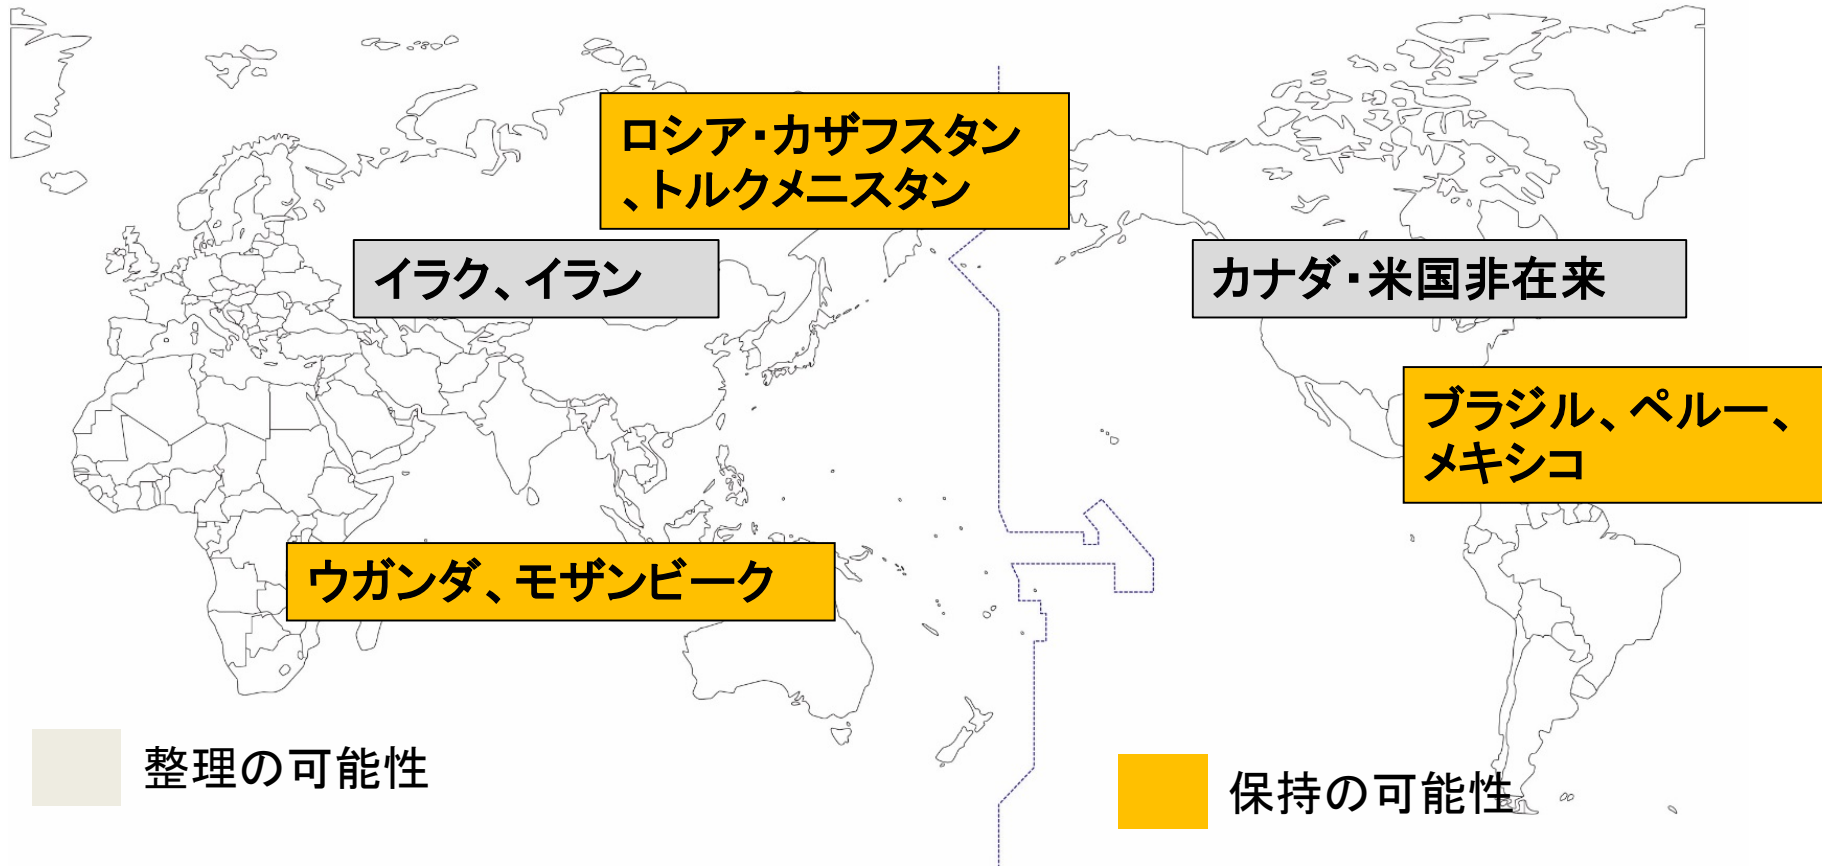 ロシア・カザフスタン
、トルクメニスタン
イラク、イラン
カナダ・米国非在来
ブラジル、ペルー、
メキシコ
ウガンダ、モザンビーク
整理の可能性
保持の可能性